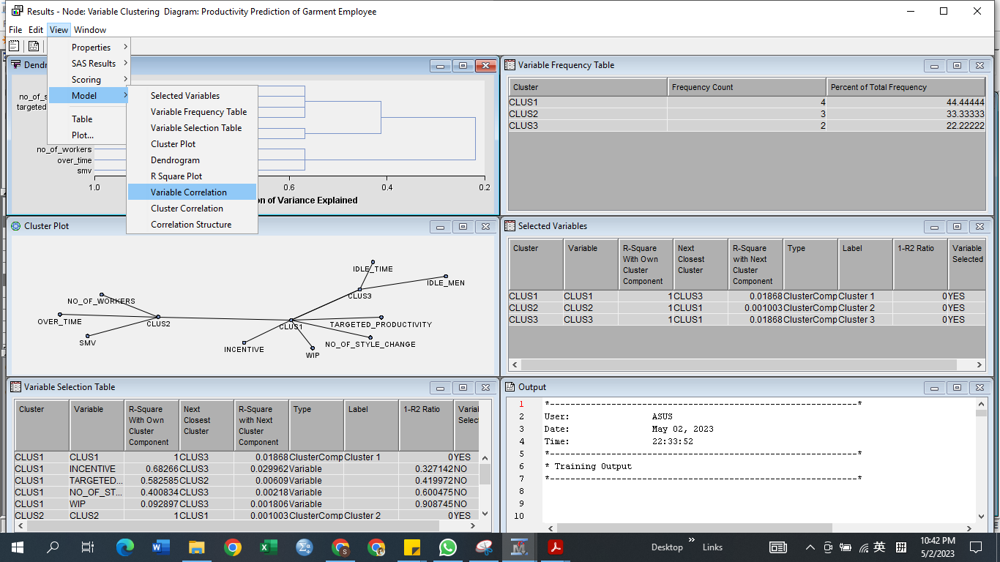 Results - Node: Variable Clustering Diagram: Productivity Prediction of Garment Employee
File Edit View Window
Properties
SAS Results
Scoring
Model
Table
Plot...
Selected Variables
Variable Frequency Table
Variable Selection Table
Cluster Plot
Dendrogram
R Square Plot
Variable Correlation
Cluster Correlation
Correlation Structure
Dendr
no_of_s
targeted
no_of_workers
over_time
smv
1.0 0.6 0.4 0.2
on of Variance Explained
Variable Frequency Table
Cluster Frequency Count Percent of Total Frequency
CLUS1 4 44.44444
CLUS2 3 33.33333
CLUS3 2 22.22222
Cluster Plot
IDLE_TIME
IDLE_MEN
CLUS3
NO_OF_WORKERS
OVER_TIME
CLUS2
SMV
CLUS1
TARGETED_PRODUCTIVITY
NO_OF_STYLE_CHANGE
INCENTIVE
WIP
Selected Variables
Cluster Variable R-Square With Own Cluster Component Next Closest Cluster R-Square with Next Cluster Component Type Label 1-R2 Ratio Variable Selected
CLUS1 CLUS1 1 CLUS3 0.01868 ClusterComp Cluster 1 0 YES
CLUS2 CLUS2 1 CLUS1 0.001003 ClusterComp Cluster 2 0 YES
CLUS3 CLUS3 1 CLUS1 0.01868 ClusterComp Cluster 3 0 YES
Variable Selection Table
Cluster Variable R-Square With Own Cluster Component Next Closest Cluster R-Square with Next Cluster Component Type Label 1-R2 Ratio Variabl Select
CLUS1 CLUS1 1 CLUS3 0.01868 ClusterComp Cluster 1 0 YES
CLUS1 INCENTIVE 0.68266 CLUS3 0.029962 Variable 0.327142 NO
CLUS1 TARGETED... 0.582585 CLUS2 0.00609 Variable 0.419972 NO
CLUS1 NO_OF_ST... 0.400834 CLUS3 0.00218 Variable 0.600475 NO
CLUS1 WIP 0.092897 CLUS3 0.001806 Variable 0.908745 NO
CLUS2 CLUS2 1 CLUS1 0.001003 ClusterComp Cluster 2 0 YES
Output
1 *------------------------------------------------------------*
2 User: ASUS
3 Date: May 02, 2023
4 Time: 22:33:52
5 *------------------------------------------------------------*
6 * Training Output
7 *------------------------------------------------------------*
8
9
10
Desktop » Links
英
10:42 PM
5/2/2023